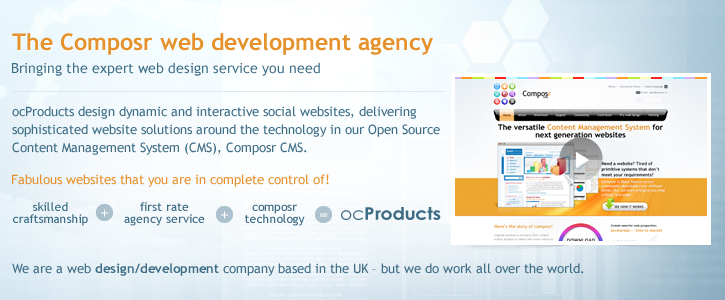 The Composr web development agency
Bringing the expert web design service you need
ocProducts design dynamic and interactive social websites, delivering
sophisticated website solutions around the technology in our Open Source
Content Management System (CMS), Composr CMS.
Fabulous websites that you are in complete control of!
skilled
craftsmanship
+
first rate
agency service
+
composr
technology
=
ocProducts
Composr
Home
The versatile Content Management System for
next generation websites
Need a website? Tired of
primitive systems that don't
meet your requirements?
SEE HOW IT WORKS
Here's the story of composr!
DOWNLOAD
We are a web design/development company based in the UK – but we do work all over the world.